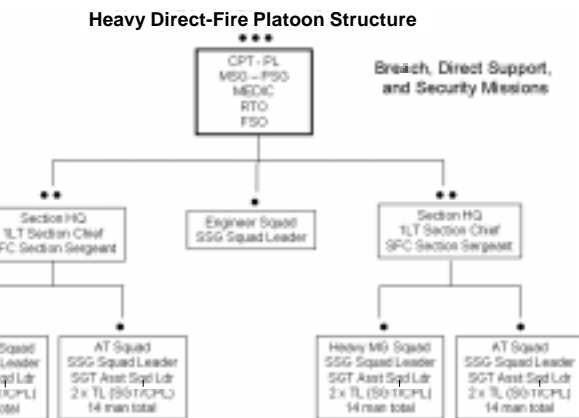 Heavy Direct-Fire Platoon Structure
CPT - PL
MSG – PSG
MEDIC
RTO
FSO
Breach, Direct Support,
and Security Missions
Section HQ
1LT Section Chief
SFC Section Sergeant
Engineer Squad
SSG Squad Leader
Section HQ
1LT Section Chief
SFC Section Sergeant
Squad
Leader
Sqd Ldr
AT Squad
SSG Squad Leader
SGT Asst Sqd Ldr
2 x TL (SGT/CPL)
14 man total
Heavy MG Squad
SSG Squad Leader
SGT Asst Sqd Ldr
2 x TL (SGT/CPL)
14 man total
AT Squad
SSG Squad Leader
SGT Asst Sqd Ldr
2 x TL (SGT/CPL)
14 man total